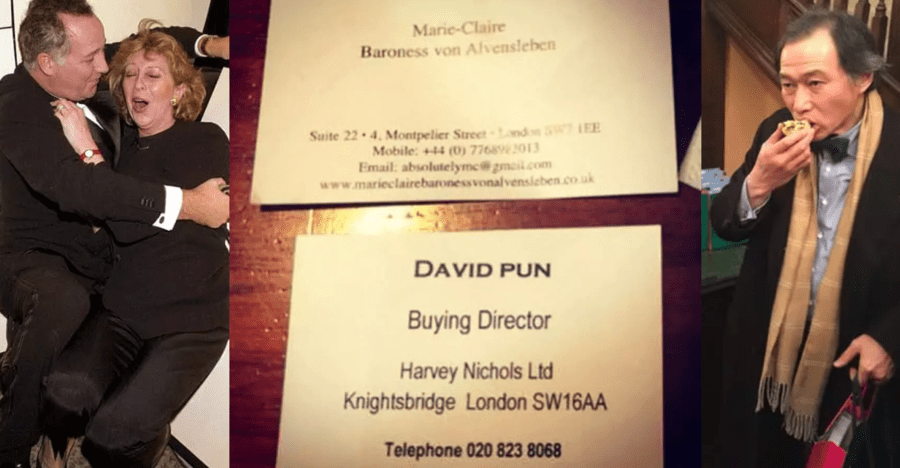 Marie-Claire
Baroness von Alvensleben
Suite 22 • 4, Montpelier Street - London SW7 1EE
Mobile: +44 (0) 7768982013
Email: absolutelymc@gmail.com
www.marieclairebaronessvonalvensleben.co.uk
DAVID PUN
Buying Director
Harvey Nichols Ltd
Knightsbridge London SW16AA
Telephone 020 823 8068